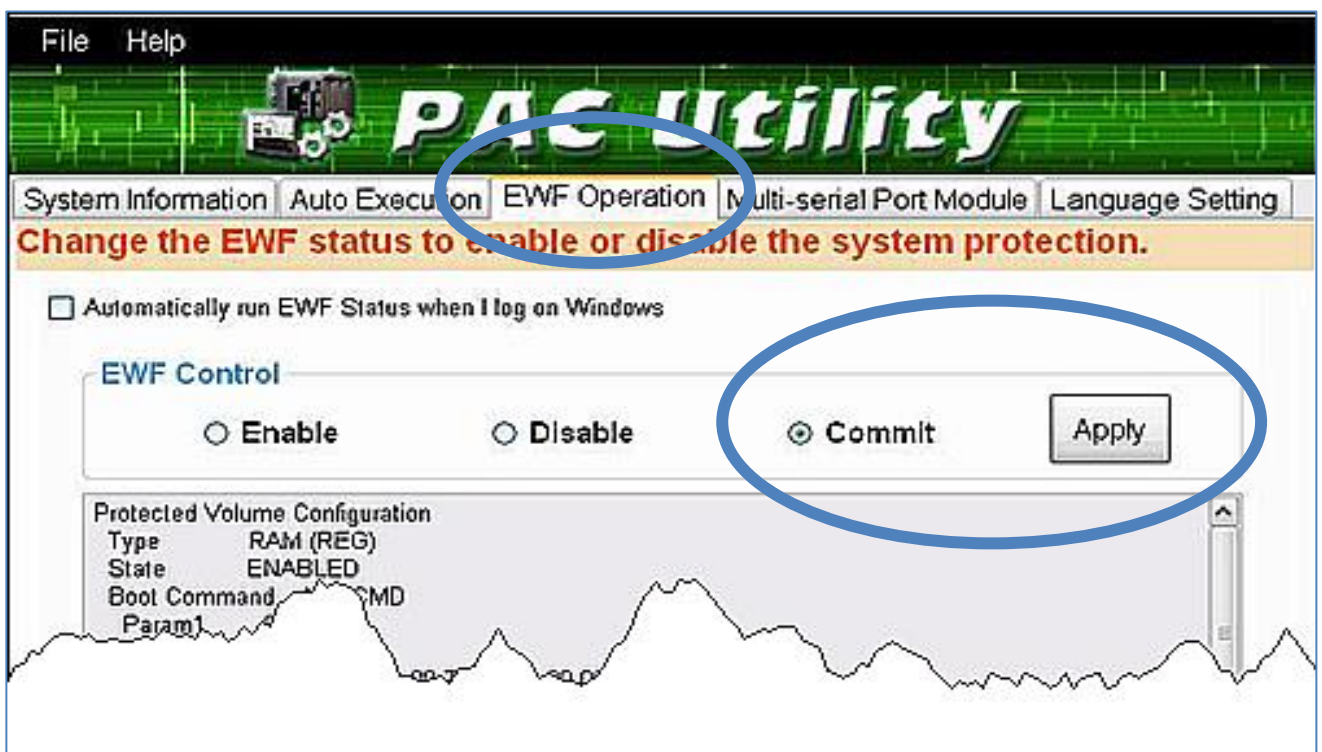 File Help
PAC Utility
System Information Auto Execution EWF Operation Multi-serial Port Module Language Setting
Change the EWF status to enable or disable the system protection.
Automatically run EWF Status when I log on Windows
EWF Control
Enable Disable Commit Apply
Protected Volume Configuration
Type RAM (REG)
State ENABLED
Boot Command CMD
Param1